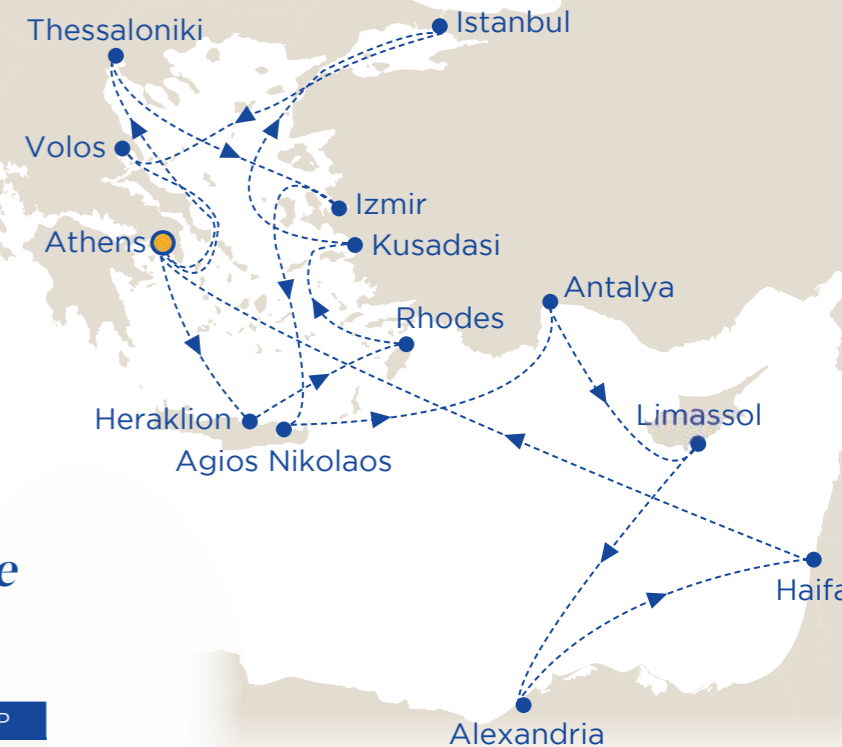 Istanbul
Thessaloniki
Volos
Izmir
Athens
Kusadasi
Antalya
Rhodes
Heraklion
Limassol
Agios Nikolaos
e
Haifa
P
Alexandria